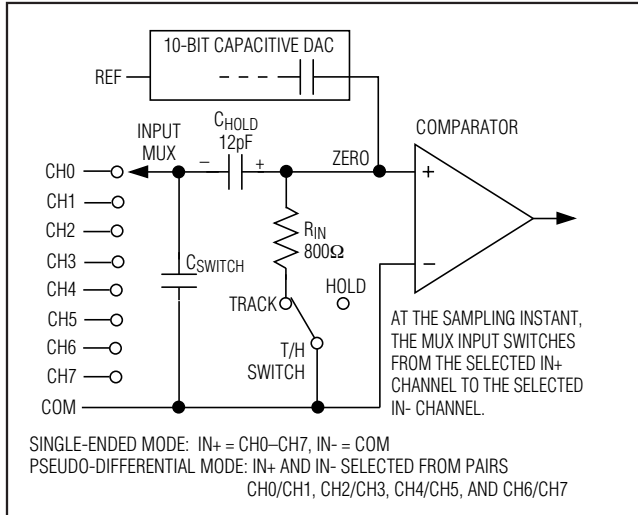 10-BIT CAPACITIVE DAC
REF
CHOLD
12pF
INPUT
MUX
COMPARATOR
ZERO
− +
+
CH0
CH1
CH2
CH3
CH4
CH5
CH6
CH7
COM
CSWITCH
RIN
800Ω
−
TRACK
HOLD
T/H
SWITCH
AT THE SAMPLING INSTANT,
THE MUX INPUT SWITCHES
FROM THE SELECTED IN+
CHANNEL TO THE SELECTED
IN- CHANNEL.
SINGLE-ENDED MODE: IN+ = CH0–CH7, IN- = COM
PSEUDO-DIFFERENTIAL MODE: IN+ AND IN- SELECTED FROM PAIRS
CH0/CH1, CH2/CH3, CH4/CH5, AND CH6/CH7